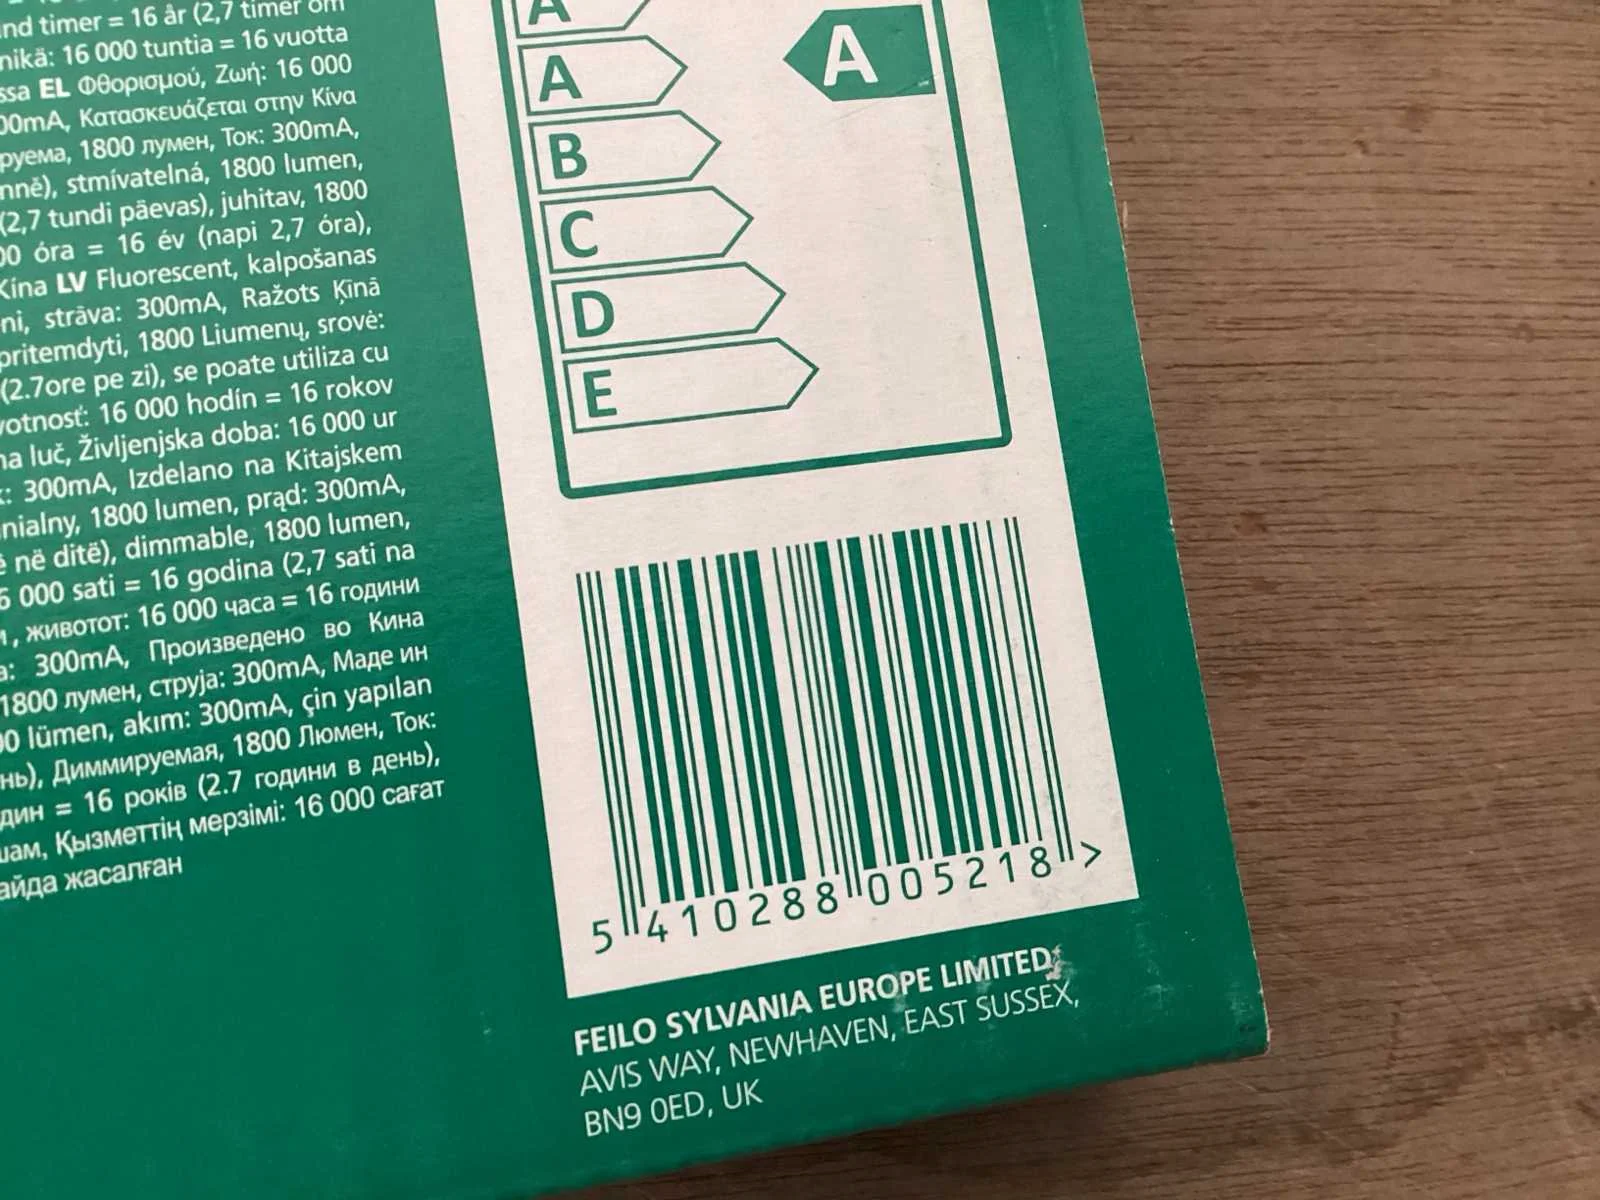 nd timer = 16 år (2,7 timer om
nikä: 16 000 tuntia = 16 vuotta
ssa EL Φθορισμού, Ζωή: 16 000
00mA, Κατασκευάζεται στην Κίνα
руема, 1800 лумен, Ток: 300mA,
nně), stmívatelná, 1800 lumen,
(2,7 tundi päevas), juhitav, 1800
00 óra = 16 év (napi 2,7 óra),
Kína LV Fluorescent, kalpošanas
ni, strāva: 300mA, Ražots Ķīnā
pritemdyti, 1800 Liumenų, srovė:
(2.7ore pe zi), se poate utiliza cu
votnosť: 16 000 hodín = 16 rokov
na luč, Življenjska doba: 16 000 ur
k: 300mA, Izdelano na Kitajskem
nialny, 1800 lumen, prąd: 300mA,
ë në ditë), dimmable, 1800 lumen,
6 000 sati = 16 godina (2,7 sati na
, животот: 16 000 часа = 16 години
а: 300mA, Произведено во Кина
1800 лумен, струја: 300mA, Маде ин
00 lümen, akım: 300mA, çin yapılan
нь), Диммируемая, 1800 Люмен, Ток:
дин = 16 років (2.7 години в день),
шам, Қызметтің мерзімі: 16 000 сағат
айда жасалған
A
A
A
B
C
D
E
5 410288 005218 >
FEILO SYLVANIA EUROPE LIMITED,
AVIS WAY, NEWHAVEN, EAST SUSSEX,
BN9 0ED, UK